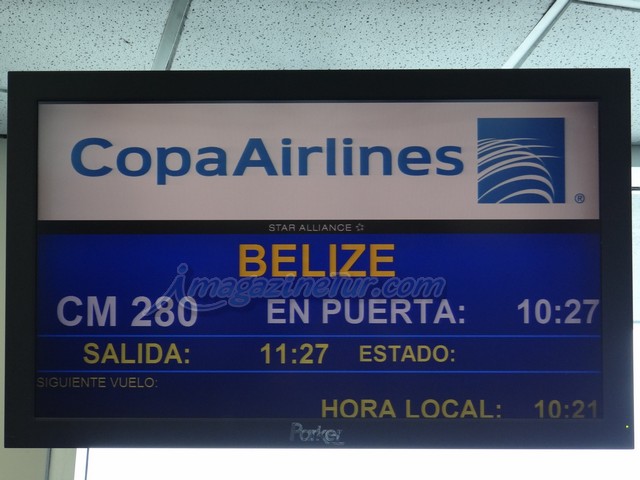 CopaAirlines
®
STAR ALLIANCE
BELIZE
imagazinetur.com
CM 280 EN PUERTA: 10:27
SALIDA: 11:27 ESTADO:
SIGUIENTE VUELO:
HORA LOCAL: 10:21
Parker